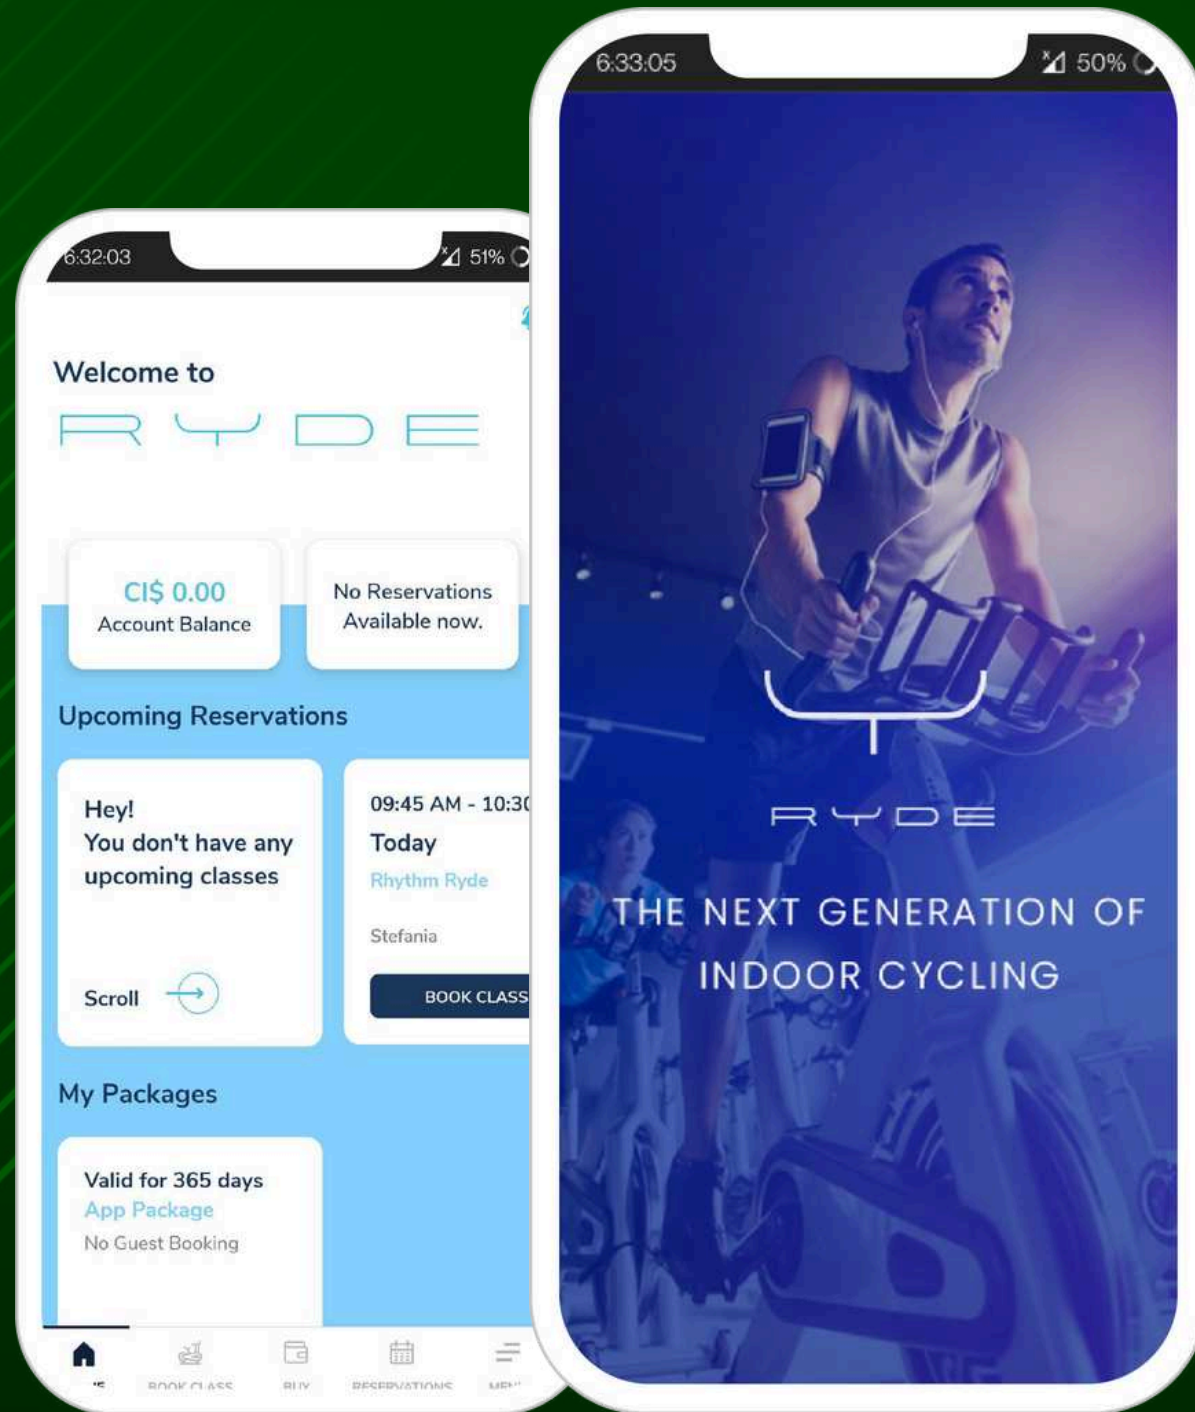 6:32:03
51%
Welcome to
RYDE
CI$ 0.00
Account Balance
No Reservations
Available now.
Upcoming Reservations
Hey!
You don't have any
upcoming classes
Scroll
09:45 AM - 10:30
Today
Rhythm Ryde
Stefania
BOOK CLASS
My Packages
Valid for 365 days
App Package
No Guest Booking
BOOK CLASS
BUY
RESERVATIONS
6:33:05
50%
RYDE
THE NEXT GENERATION OF
INDOOR CYCLING